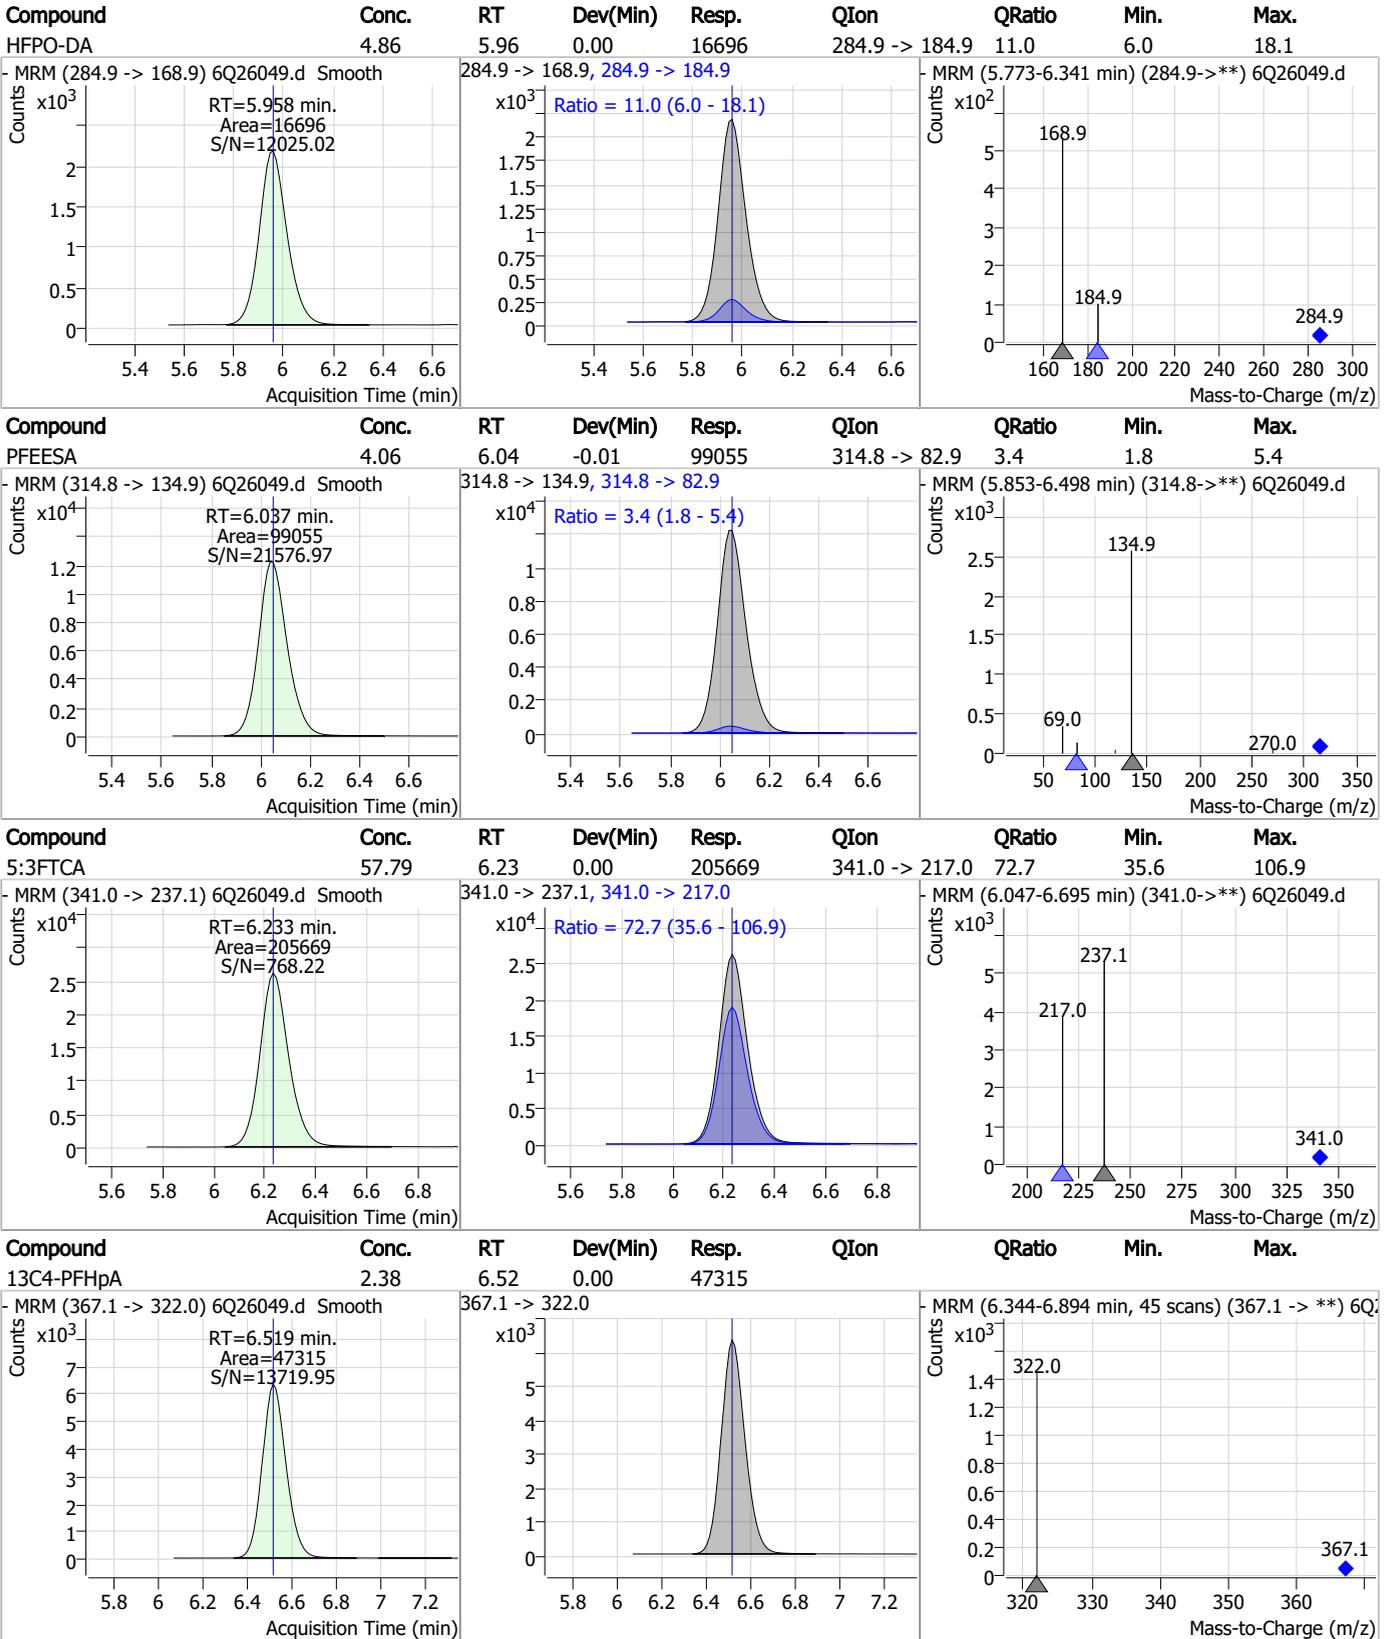 Compound Conc. RT Dev(Min) Resp. QIon QRatio Min. Max.
HFPO-DA 4.86 5.96 0.00 16696 284.9 -> 184.9 11.0 6.0 18.1
- MRM (284.9 -> 168.9) 6Q26049.d Smooth
Counts
x10³
RT=5.958 min.
Area=16696
S/N=12025.02
2
1.5
1
0.5
0
5.4 5.6 5.8 6 6.2 6.4 6.6
Acquisition Time (min)
284.9 -> 168.9, 284.9 -> 184.9
x10³
Ratio = 11.0 (6.0 - 18.1)
2
1.75
1.5
1.25
1
0.75
0.5
0.25
0
5.4 5.6 5.8 6 6.2 6.4 6.6
- MRM (5.773-6.341 min) (284.9->**) 6Q26049.d
Counts
x10²
168.9
184.9
284.9
5
4
3
2
1
0
160 180 200 220 240 260 280 300
Mass-to-Charge (m/z)
Compound Conc. RT Dev(Min) Resp. QIon QRatio Min. Max.
PFEESA 4.06 6.04 -0.01 99055 314.8 -> 82.9 3.4 1.8 5.4
- MRM (314.8 -> 134.9) 6Q26049.d Smooth
Counts
x10⁴
RT=6.037 min.
Area=99055
S/N=21576.97
1.2
1
0.8
0.6
0.4
0.2
0
5.4 5.6 5.8 6 6.2 6.4 6.6
Acquisition Time (min)
314.8 -> 134.9, 314.8 -> 82.9
x10⁴
Ratio = 3.4 (1.8 - 5.4)
1
0.8
0.6
0.4
0.2
0
5.4 5.6 5.8 6 6.2 6.4 6.6
- MRM (5.853-6.498 min) (314.8->**) 6Q26049.d
Counts
x10³
134.9
69.0
270.0
2.5
2
1.5
1
0.5
0
50 100 150 200 250 300 350
Mass-to-Charge (m/z)
Compound Conc. RT Dev(Min) Resp. QIon QRatio Min. Max.
5:3FTCA 57.79 6.23 0.00 205669 341.0 -> 217.0 72.7 35.6 106.9
- MRM (341.0 -> 237.1) 6Q26049.d Smooth
Counts
x10⁴
RT=6.233 min.
Area=205669
S/N=768.22
2.5
2
1.5
1
0.5
0
5.6 5.8 6 6.2 6.4 6.6 6.8
Acquisition Time (min)
341.0 -> 237.1, 341.0 -> 217.0
x10⁴
Ratio = 72.7 (35.6 - 106.9)
2.5
2
1.5
1
0.5
0
5.6 5.8 6 6.2 6.4 6.6 6.8
- MRM (6.047-6.695 min) (341.0->**) 6Q26049.d
Counts
x10³
237.1
217.0
341.0
5
4
3
2
1
0
200 225 250 275 300 325 350
Mass-to-Charge (m/z)
Compound Conc. RT Dev(Min) Resp. QIon QRatio Min. Max.
13C4-PFHpA 2.38 6.52 0.00 47315
- MRM (367.1 -> 322.0) 6Q26049.d Smooth
Counts
x10³
RT=6.519 min.
Area=47315
S/N=13719.95
7
6
5
4
3
2
1
0
5.8 6 6.2 6.4 6.6 6.8 7 7.2
Acquisition Time (min)
367.1 -> 322.0
x10³
5
4
3
2
1
0
5.8 6 6.2 6.4 6.6 6.8 7 7.2
- MRM (6.344-6.894 min, 45 scans) (367.1 -> **) 6Q2
Counts
x10³
322.0
367.1
1.4
1.2
1
0.8
0.6
0.4
0.2
0
320 330 340 350 360
Mass-to-Charge (m/z)